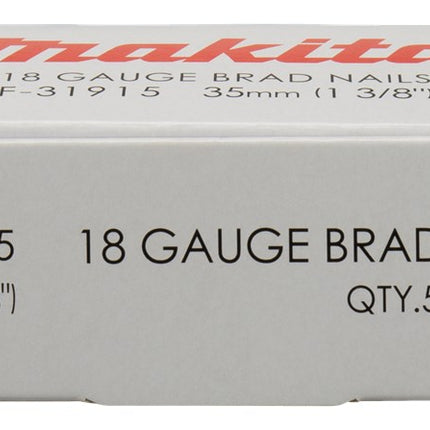 makita
18 GAUGE BRAD NAILS
F-31915 35mm (1 3/8")
5 18 GAUGE BRAD
") QTY.5